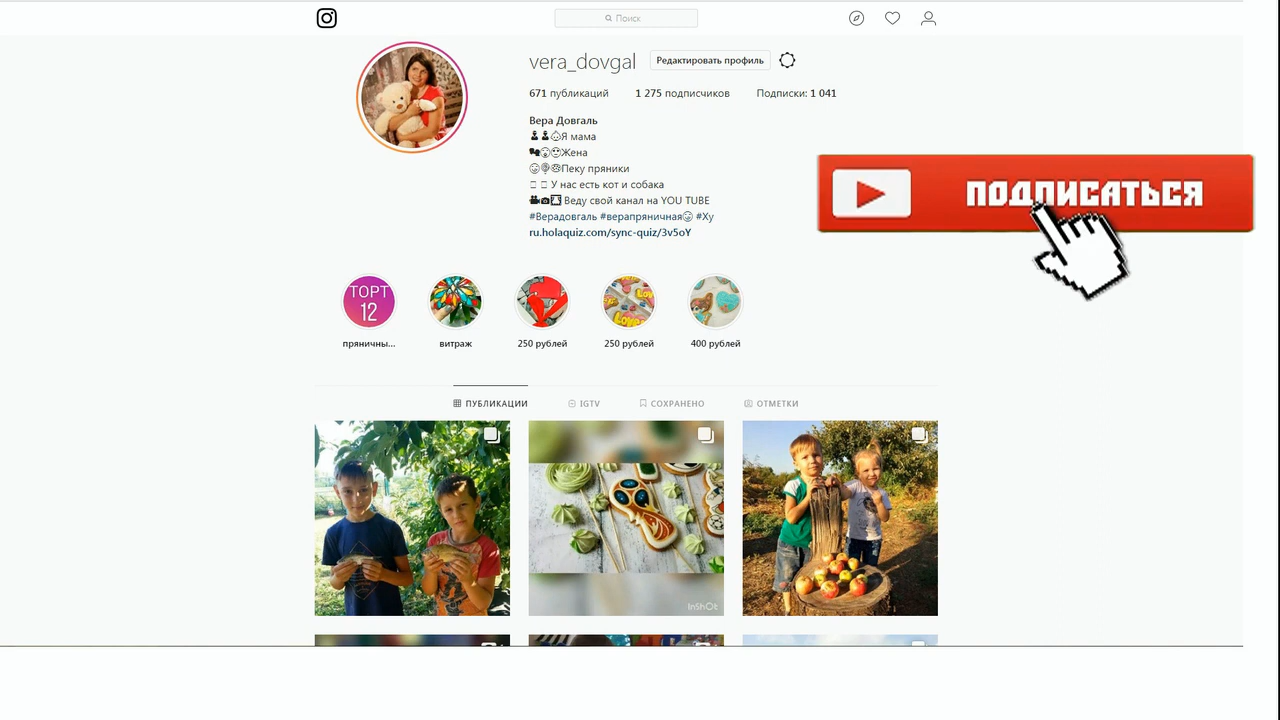 Поиск
vera_dovgal
Редактировать профиль
671 публикаций
1 275 подписчиков
Подписки: 1 041
Вера Довгаль
Я мама
Жена
Пеку пряники
У нас есть кот и собака
Веду свой канал на YOU TUBE
#Верадовгаль #верапряничная #Ху
ru.holaquiz.com/sync-quiz/3v5oY
ПОДПИСАТЬСЯ
ТОРТ
12
пряничны...
витраж
250 рублей
250 рублей
400 рублей
ПУБЛИКАЦИИ
IGTV
СОХРАНЕНО
ОТМЕТКИ
InShOt